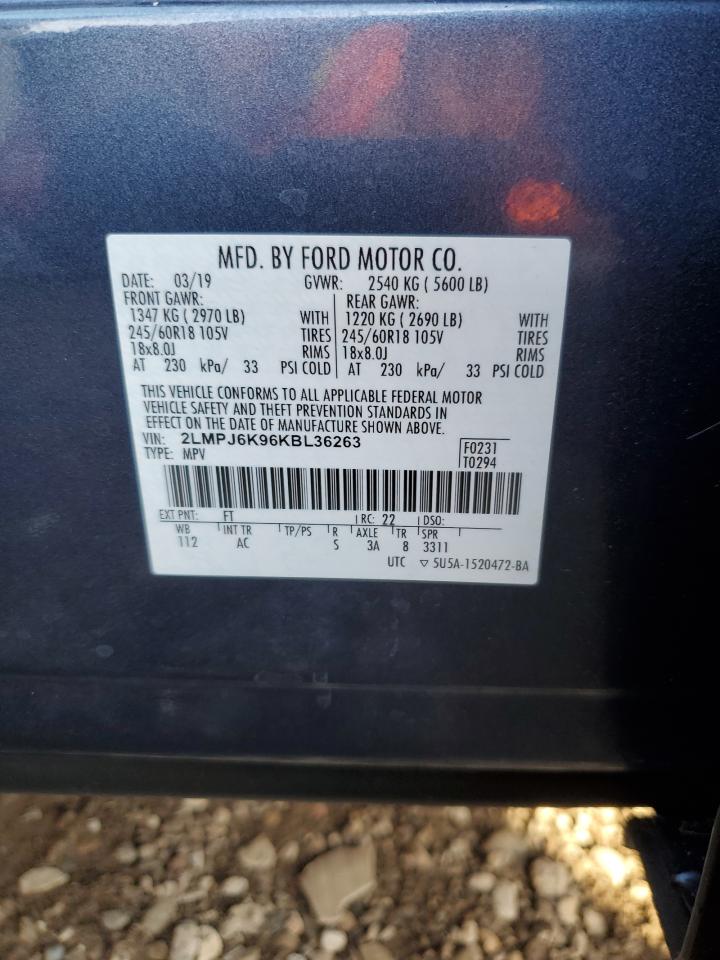 MFD. BY FORD MOTOR CO.
DATE: 03/19 GVWR: 2540 KG ( 5600 LB)
FRONT GAWR: REAR GAWR:
1347 KG ( 2970 LB) WITH 1220 KG ( 2690 LB) WITH
245/60R18 105V TIRES 245/60R18 105V TIRES
18x8.0J RIMS 18x8.0J RIMS
AT 230 kPa/ 33 PSI COLD AT 230 kPa/ 33 PSI COLD
THIS VEHICLE CONFORMS TO ALL APPLICABLE FEDERAL MOTOR
VEHICLE SAFETY AND THEFT PREVENTION STANDARDS IN
EFFECT ON THE DATE OF MANUFACTURE SHOWN ABOVE.
VIN: 2LMPJ6K96KBL36263 F0231
TYPE: MPV T0294
EXT PNT: FT RC: 22 DSO:
WB INT TR TP/PS R AXLE TR SPR
112 AC S 3A 8 3311
UTC ▽ 5U5A-1520472-BA